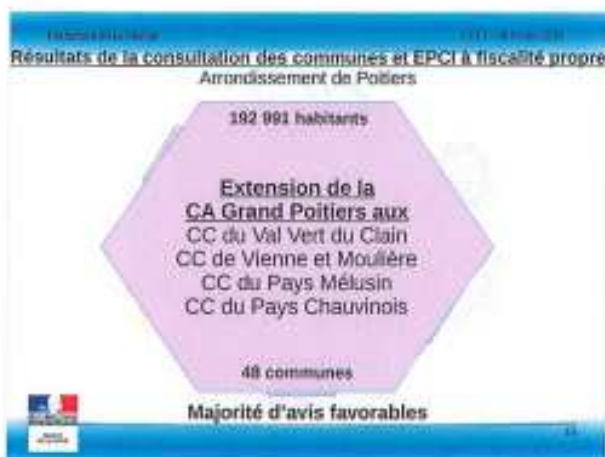 Résultats de la consultation des communes et EPCI à fiscalité propre
Arrondissement de Poitiers
192 991 habitants
Extension de la
CA Grand Poitiers aux
CC du Val Vert du Clain
CC de Vienne et Moulière
CC du Pays Mélusin
CC du Pays Chauvinois
48 communes
Majorité d'avis favorables